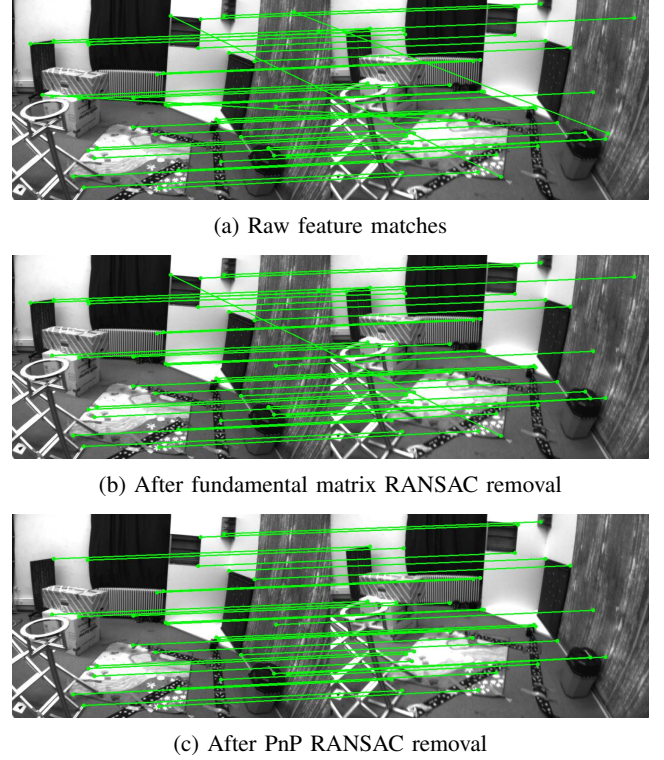 (a) Raw feature matches
(b) After fundamental matrix RANSAC removal
(c) After PnP RANSAC removal